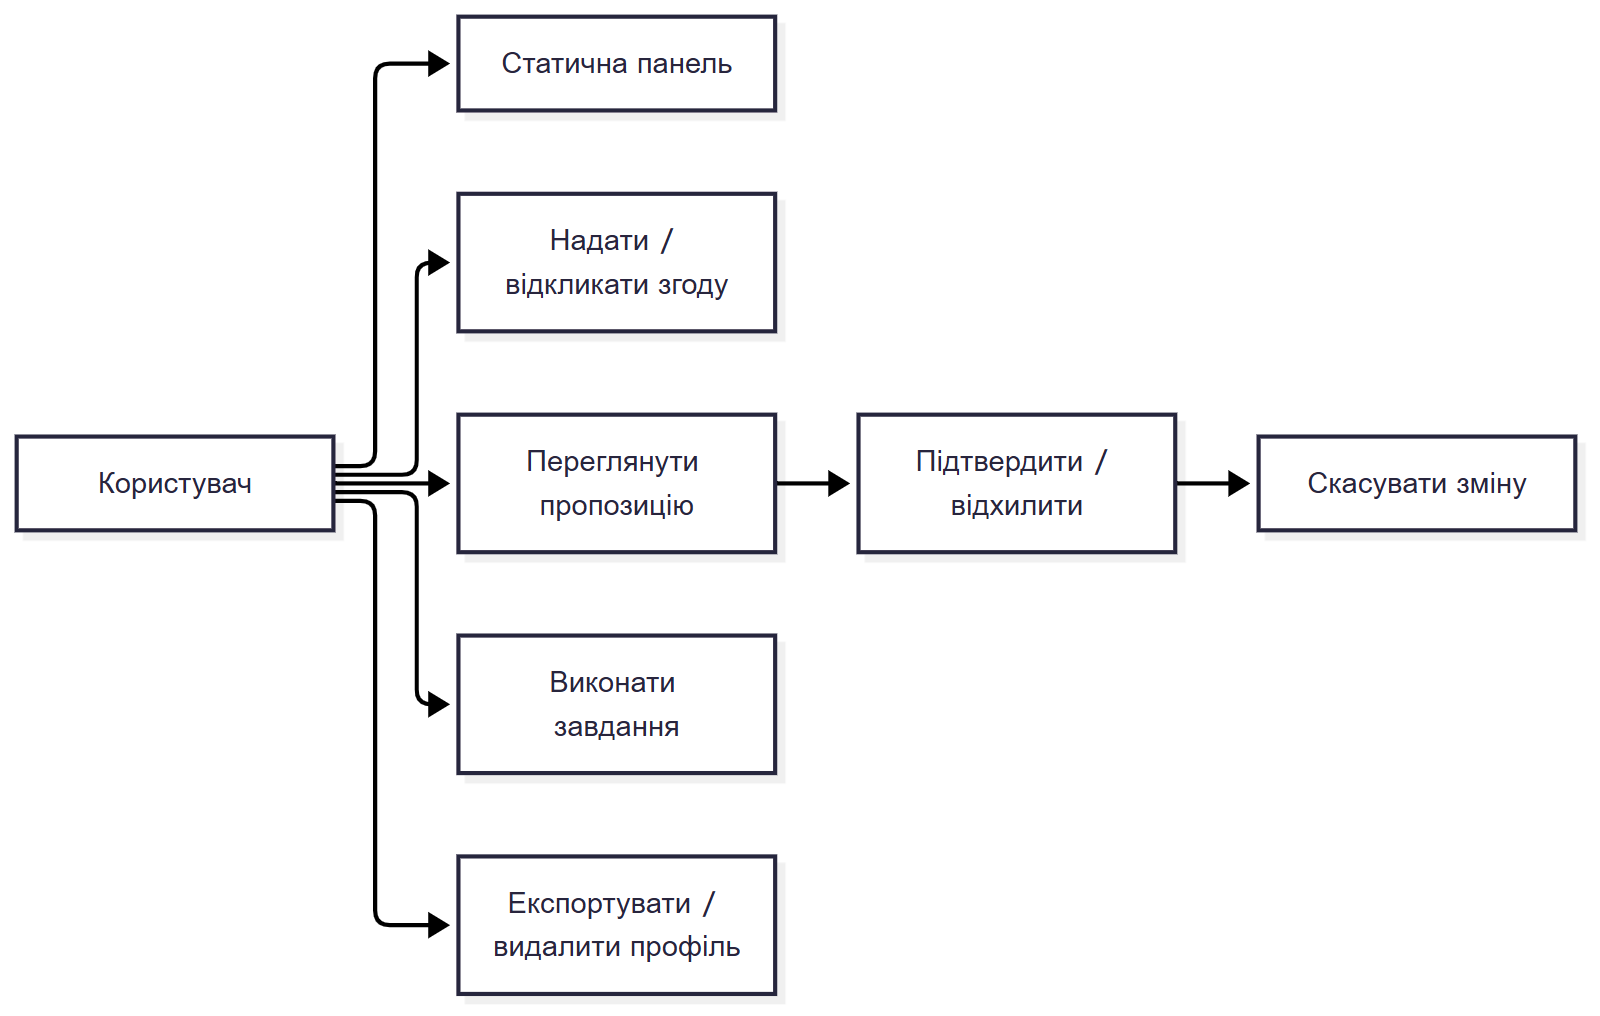 Статична панель
Надати /
відкликати згоду
Користувач
Переглянути
пропозицію
Підтвердити /
відхилити
Скасувати зміну
Виконати
завдання
Експортувати /
видалити профіль